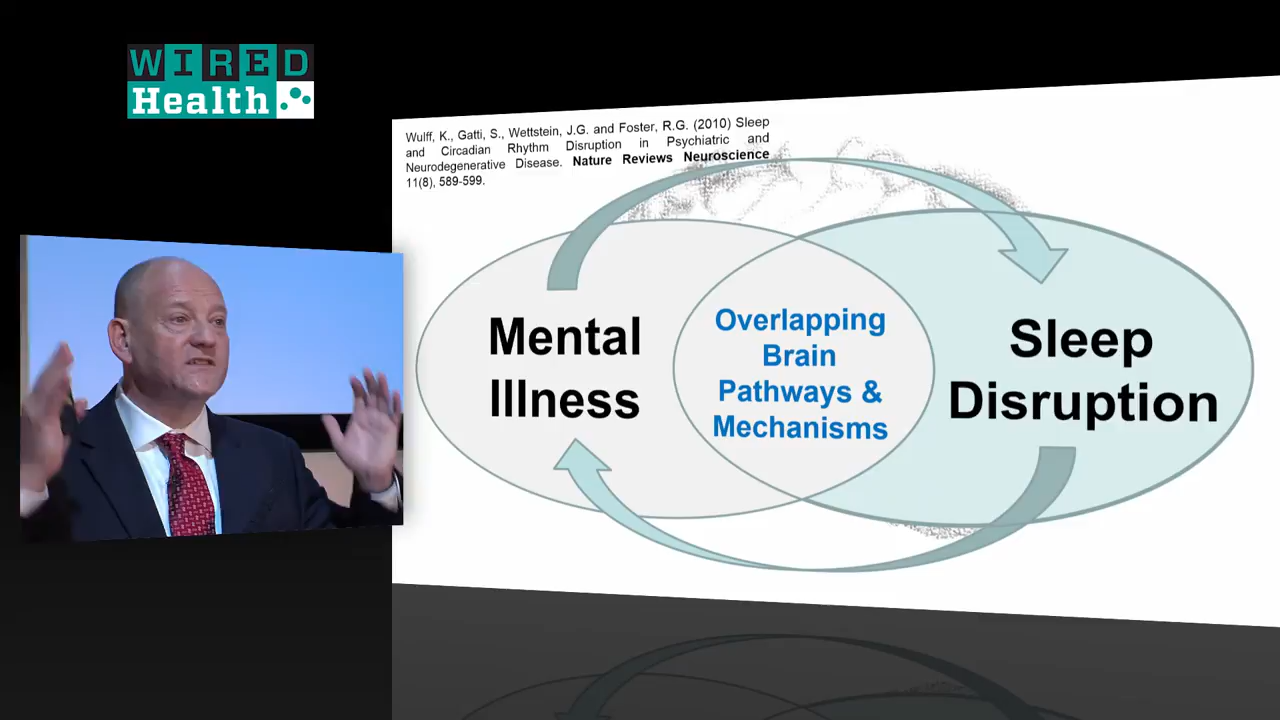 WIRED
Health
Wulff, K., Gatti, S., Wettstein, J.G. and Foster, R.G. (2010) Sleep
and Circadian Rhythm Disruption in Psychiatric and
Neurodegenerative Disease. Nature Reviews Neuroscience
11(8), 589-599.
Mental
Illness
Overlapping
Brain
Pathways &
Mechanisms
Sleep
Disruption